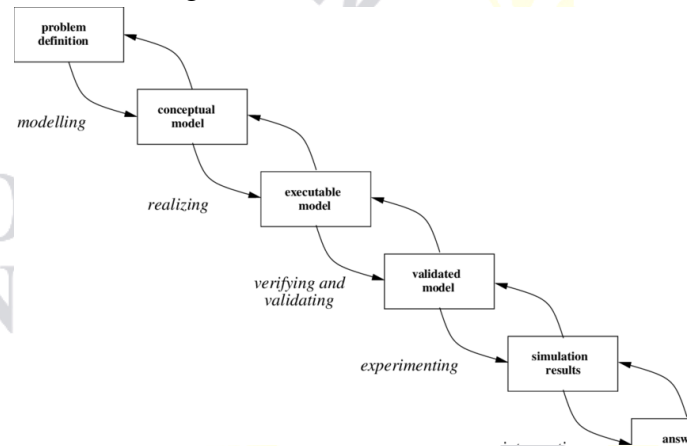 problem
definition
modelling
conceptual
model
realizing
executable
model
verifying and
validating
validated
model
experimenting
simulation
results